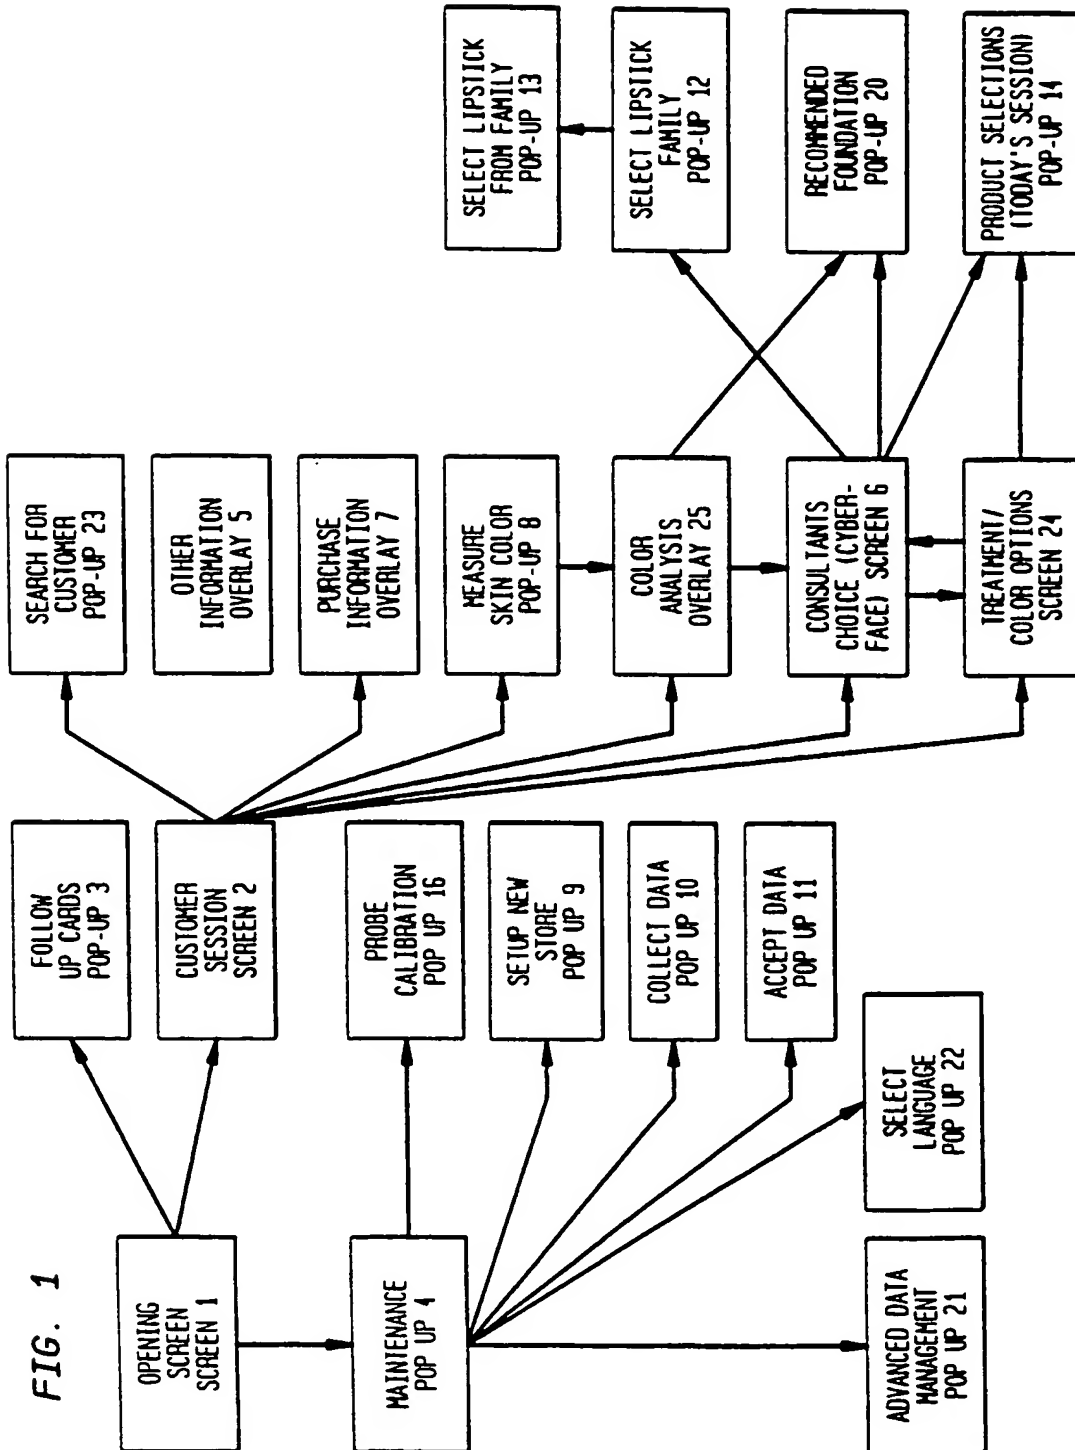 FIG. 1
OPENING
SCREEN
SCREEN 1
MAINTENANCE
POP UP 4
ADVANCED DATA
MANAGEMENT
POP UP 21
FOLLOW
UP CARDS
POP-UP 3
CUSTOMER
SESSION
SCREEN 2
PROBE
CALIBRATION
POP UP 16
SETUP NEW
STORE
POP UP 9
COLLECT DATA
POP UP 10
ACCEPT DATA
POP UP 11
SELECT
LANGUAGE
POP UP 22
SEARCH FOR
CUSTOMER
POP-UP 23
OTHER
INFORMATION
OVERLAY 5
PURCHASE
INFORMATION
OVERLAY 7
MEASURE
SKIN COLOR
POP-UP 8
COLOR
ANALYSIS
OVERLAY 25
CONSULTANTS
CHOICE (CYBER-
FACE) SCREEN 6
TREATMENT/
COLOR OPTIONS
SCREEN 24
SELECT LIPSTICK
FROM FAMILY
POP-UP 13
SELECT LIPSTICK
FAMILY
POP-UP 12
RECOMMENDED
FOUNDATION
POP-UP 20
PRODUCT SELECTIONS
(TODAY'S SESSION)
POP-UP 14